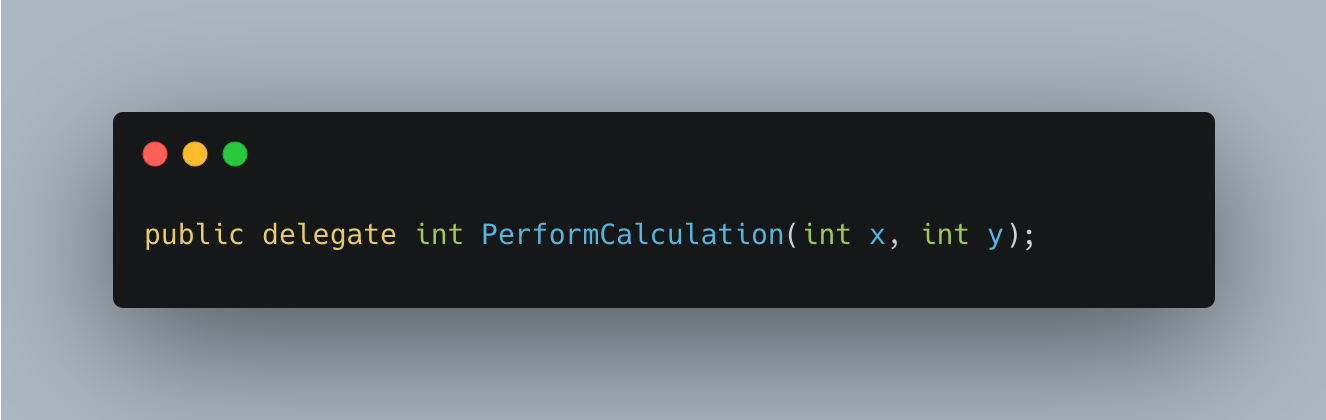 public delegate int PerformCalculation(int x, int y);